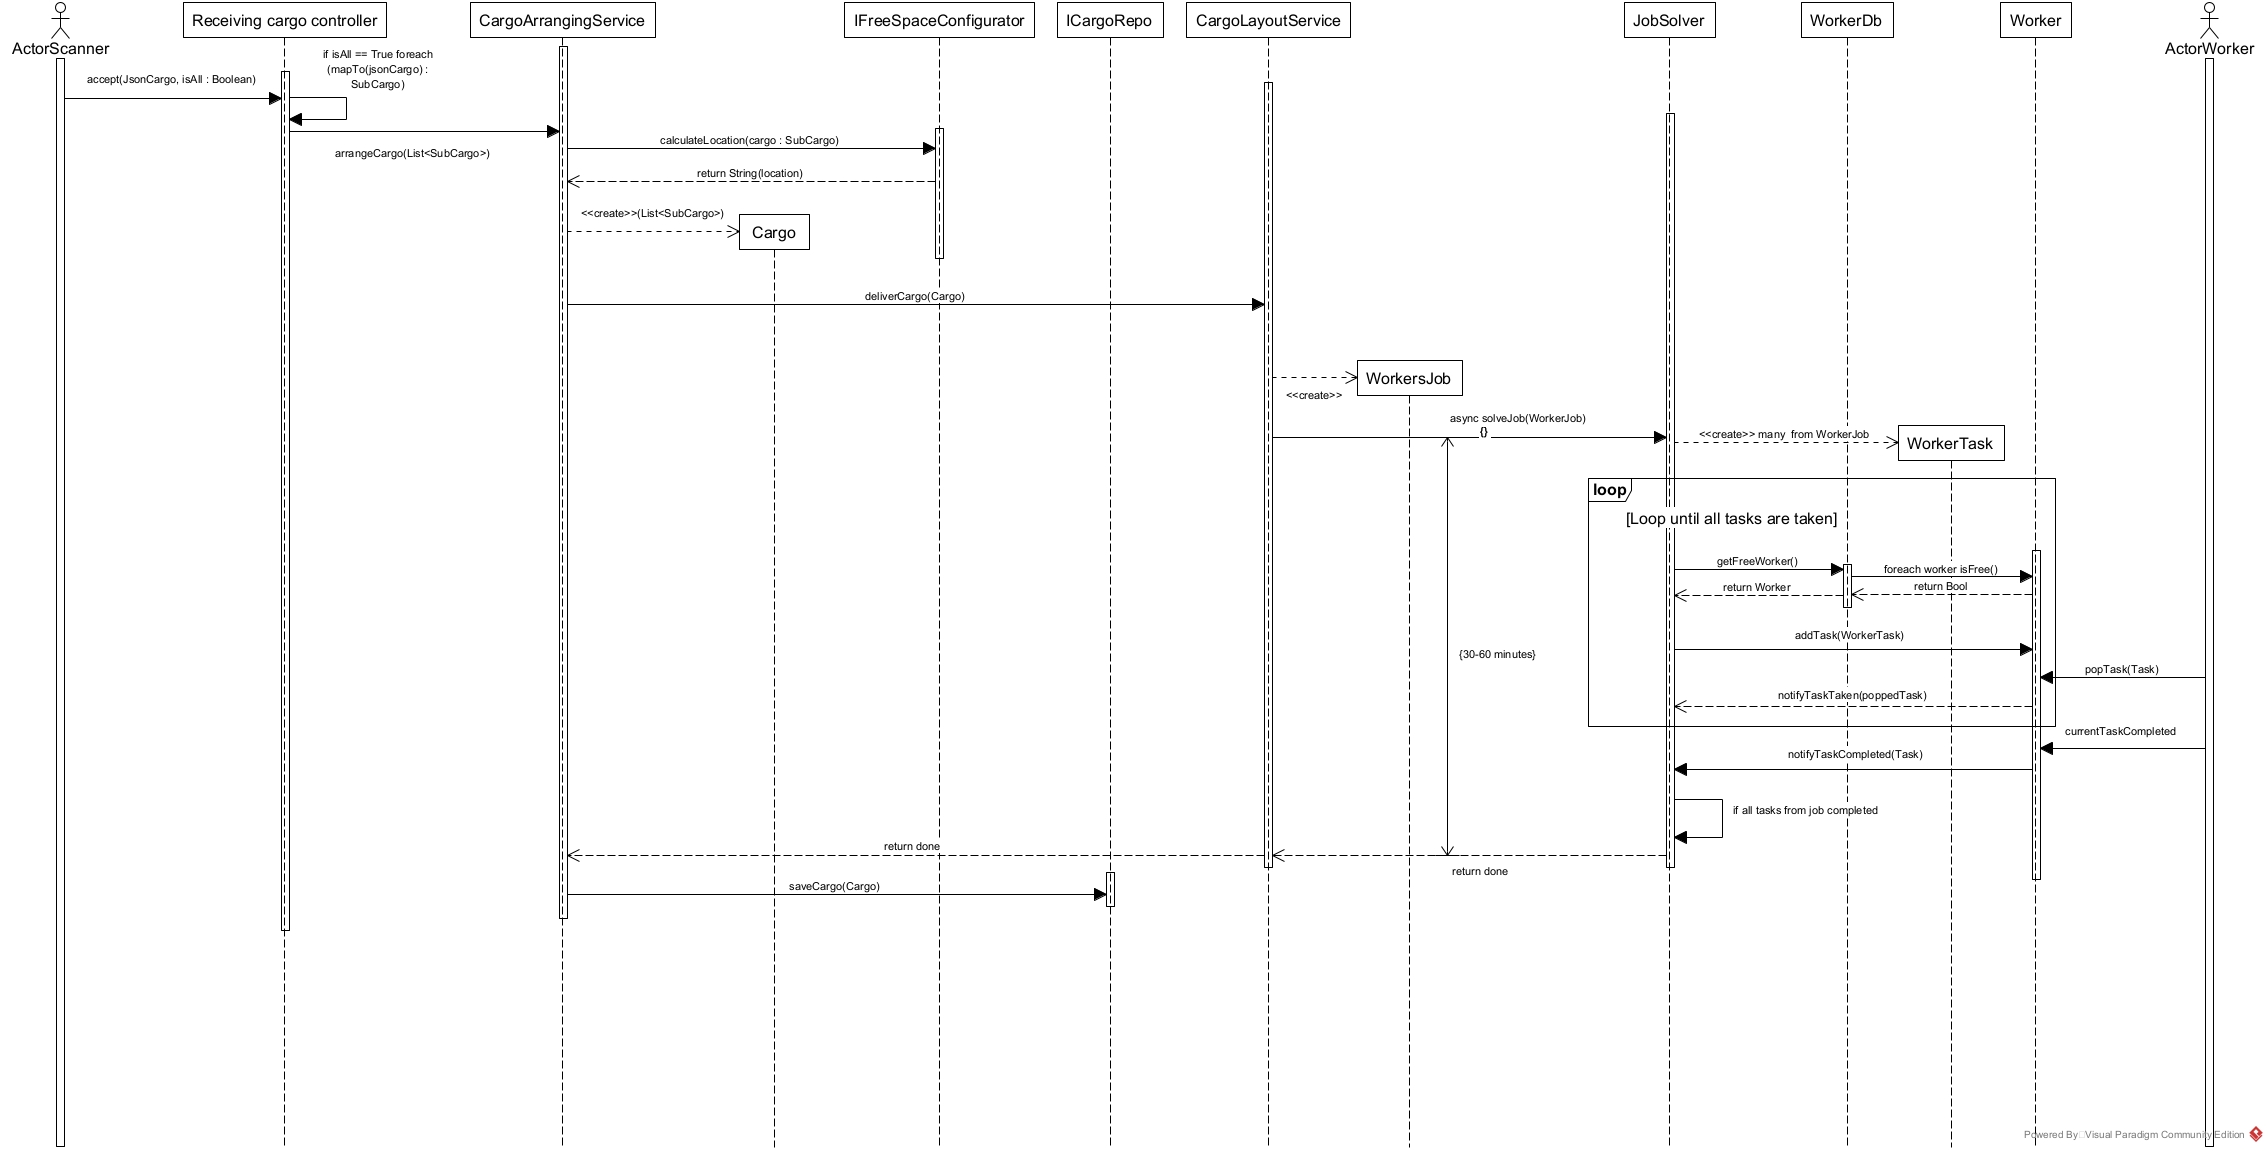 ActorScanner
Receiving cargo controller
CargoArrangingService
IFreeSpaceConfigurator
ICargoRepo
CargoLayoutService
JobSolver
WorkerDb
Worker
ActorWorker
if isAll == True foreach
(mapTo(jsonCargo) :
SubCargo)
accept(JsonCargo, isAll : Boolean)
arrangeCargo(List<SubCargo>)
calculateLocation(cargo : SubCargo)
return String(location)
<<create>>(List<SubCargo>)
Cargo
deliverCargo(Cargo)
WorkersJob
<<create>>
async solveJob(WorkerJob)
{}
<<create>> many from WorkerJob
WorkerTask
loop
[Loop until all tasks are taken]
getFreeWorker()
foreach worker isFree()
return Worker
return Bool
addTask(WorkerTask)
{30-60 minutes}
popTask(Task)
notifyTaskTaken(poppedTask)
currentTaskCompleted
notifyTaskCompleted(Task)
if all tasks from job completed
return done
return done
saveCargo(Cargo)
Powered By Visual Paradigm Community Edition